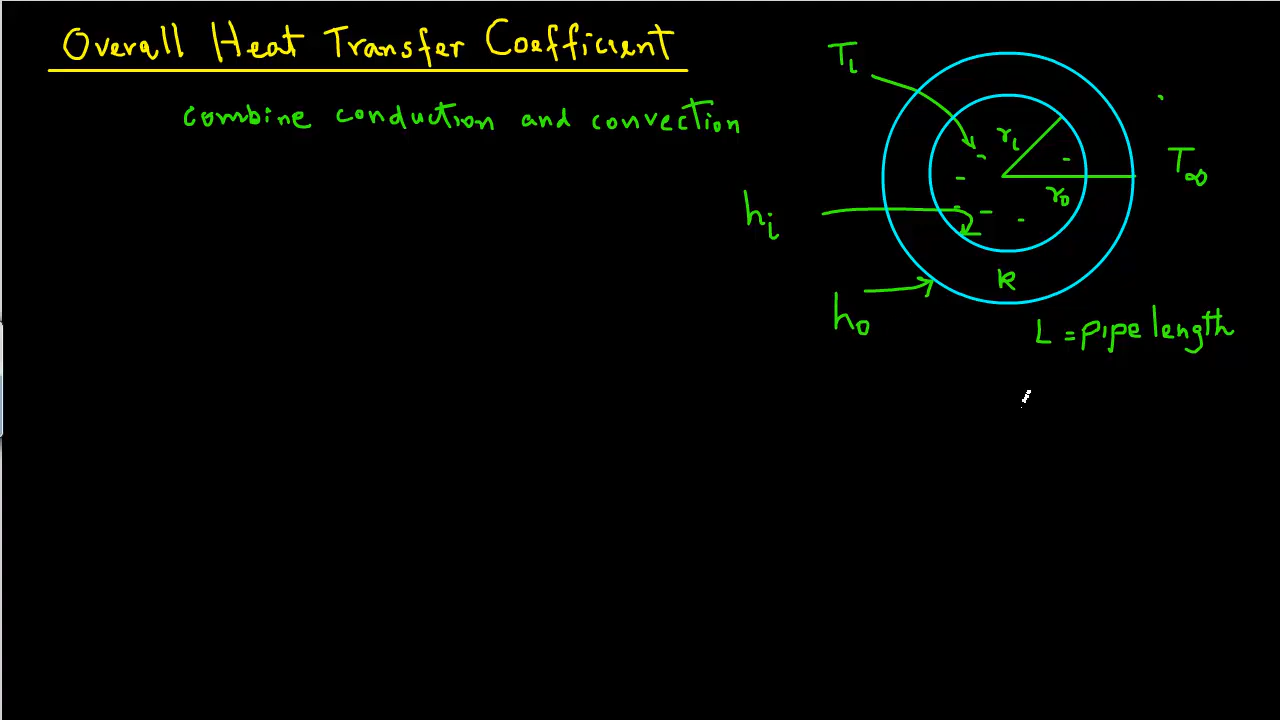 Overall Heat Transfer Coefficient
combine conduction and convection
Ti
ri
T∞
ro
hi
k
ho
L = pipe length